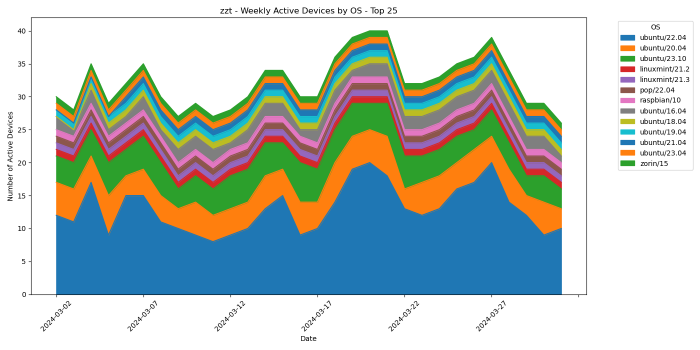 zzt - Weekly Active Devices by OS - Top 25
Number of Active Devices
40
35
30
25
20
15
10
5
0
2024-03-02
2024-03-07
2024-03-12
2024-03-17
2024-03-22
2024-03-27
Date
OS
ubuntu/22.04
ubuntu/20.04
ubuntu/23.10
linuxmint/21.2
linuxmint/21.3
pop/22.04
raspbian/10
ubuntu/16.04
ubuntu/18.04
ubuntu/19.04
ubuntu/21.04
ubuntu/23.04
zorin/15